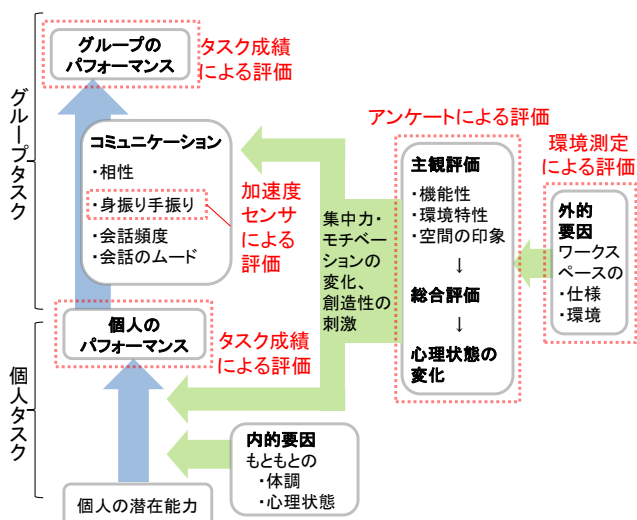 グループの
パフォーマンス
タスク成績
による評価
グループタスク
コミュニケーション
・相性
・身振り手振り
・会話頻度
・会話のムード
加速度
センサ
による
評価
集中力・
モチベー
ションの
変化、
創造性の
刺激
アンケートによる評価
主観評価
・機能性
・環境特性
・空間の印象
↓
総合評価
↓
心理状態の
変化
環境測定
による評価
外的
要因
ワークス
ペースの
・仕様
・環境
個人の
パフォーマンス
タスク成績
による評価
個人タスク
内的要因
もともとの
・体調
・心理状態
個人の潜在能力